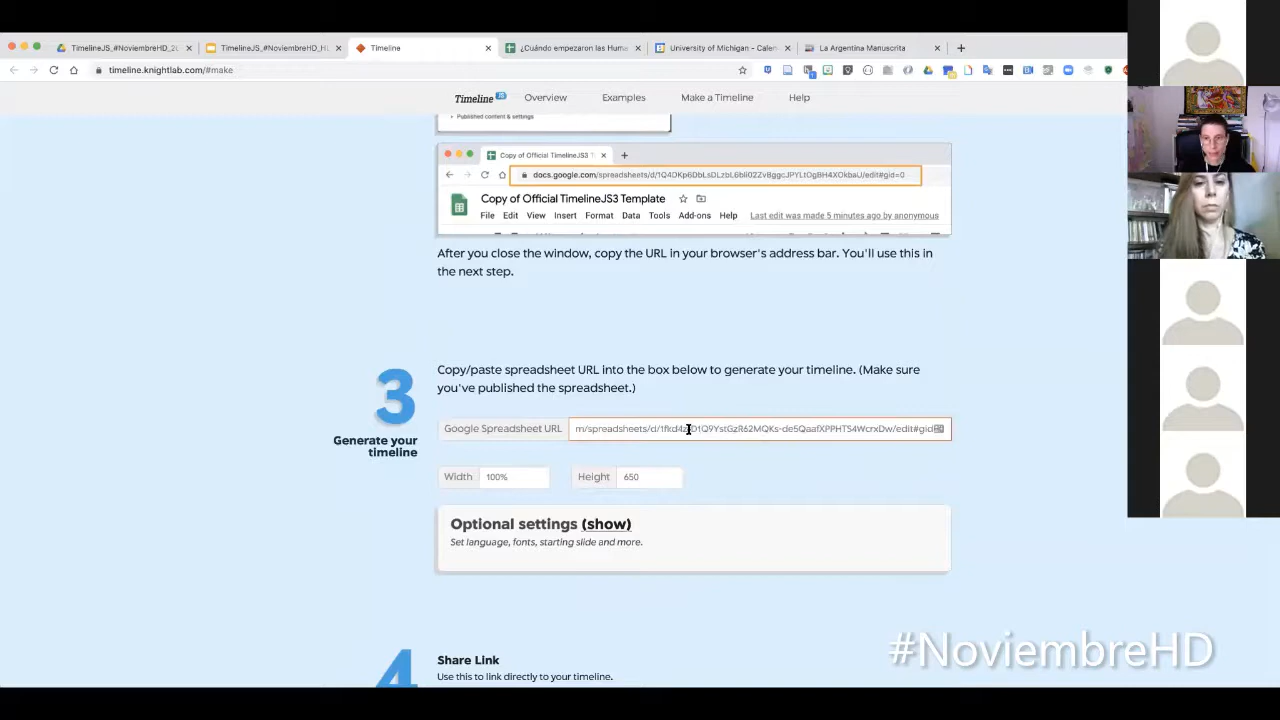 TimelineJS_#NoviembreHD_2
TimelineJS_#NoviembreHD_H
Timeline
¿Cuándo empezaron las Huma
University of Michigan - Calen
La Argentina Manuscrita
timeline.knightlab.com/#make
Timeline JS
Overview
Examples
Make a Timeline
Help
Published content & settings
Copy of Official TimelineJS3 T
Copy of Official TimelineJS3 Template
File Edit View Insert Format Data Tools Add-ons Help Last edit was made 5 minutes ago by anonymous
After you close the window, copy the URL in your browser's address bar. You'll use this in
the next step.
3
Generate your
timeline
Copy/paste spreadsheet URL into the box below to generate your timeline. (Make sure
you've published the spreadsheet.)
Google Spreadsheet URL
Width 100% Height 650
Optional settings (show)
Set language, fonts, starting slide and more.
4
Share Link
Use this to link directly to your timeline.
#NoviembreHD